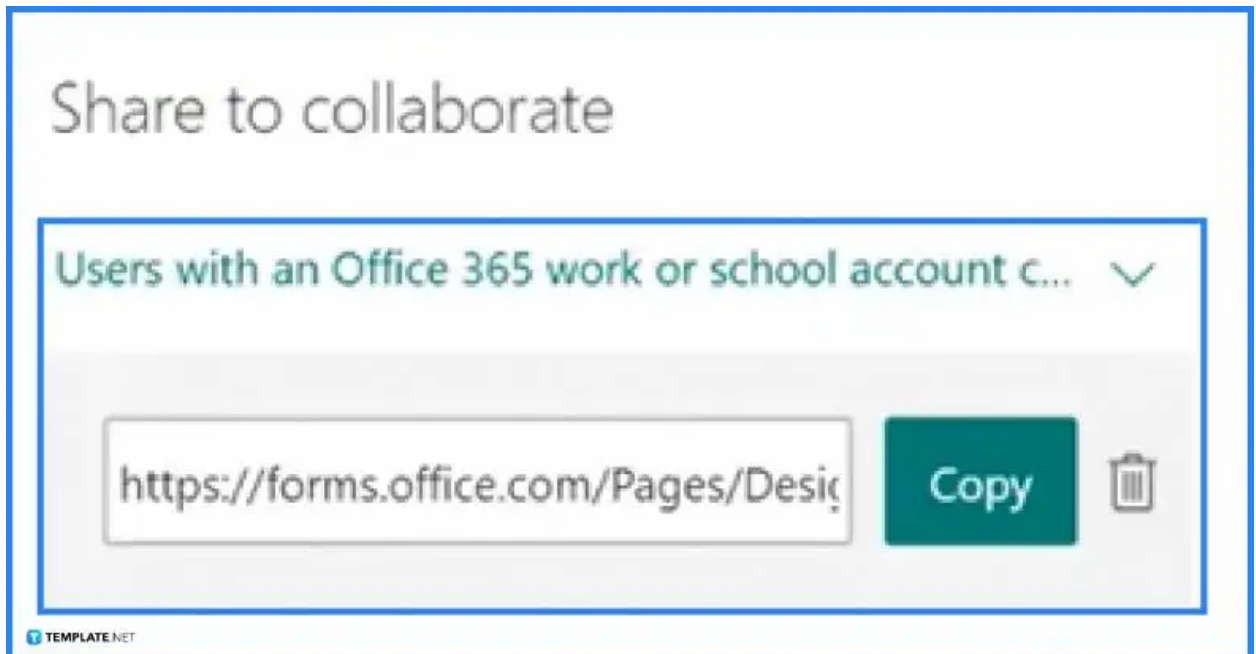 Share to collaborate
Users with an Office 365 work or school account c...
https://forms.office.com/Pages/Desig
Copy
TEMPLATE.NET